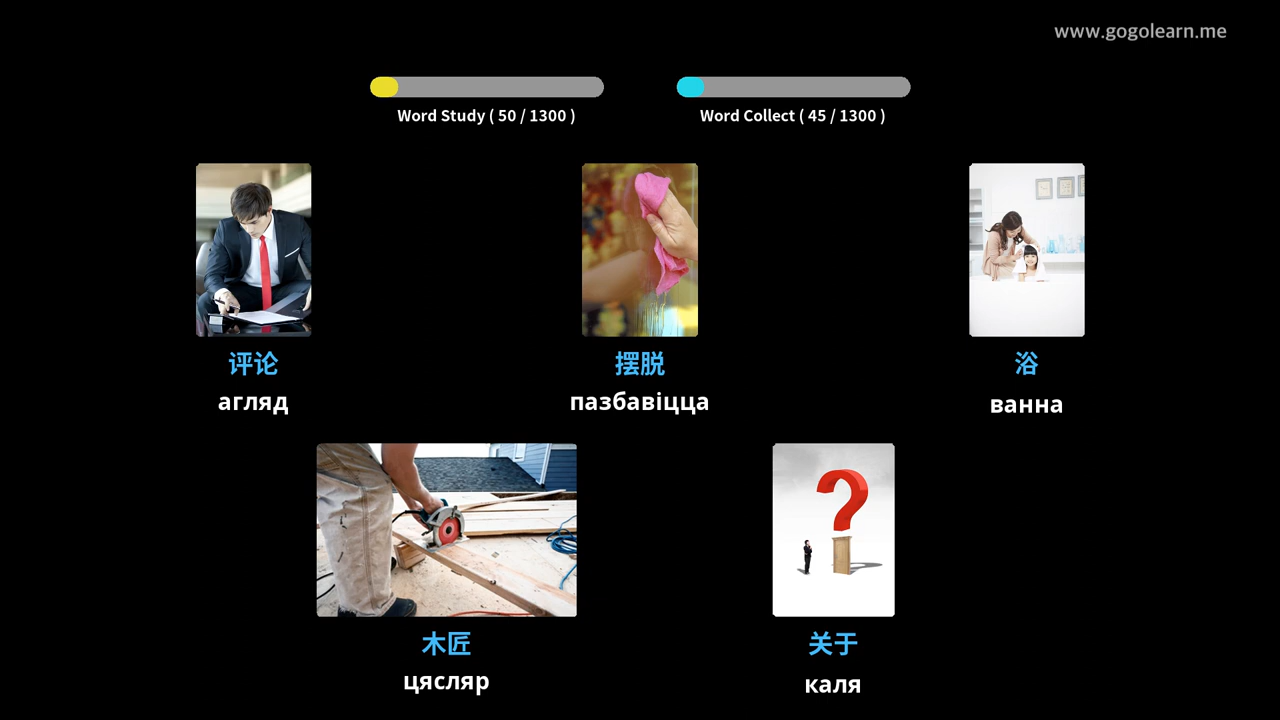 www.gogolearn.me
Word Study ( 50 / 1300 )
Word Collect ( 45 / 1300 )
评论
агляд
摆脱
пазбавіцца
浴
ванна
木匠
цясляр
关于
каля